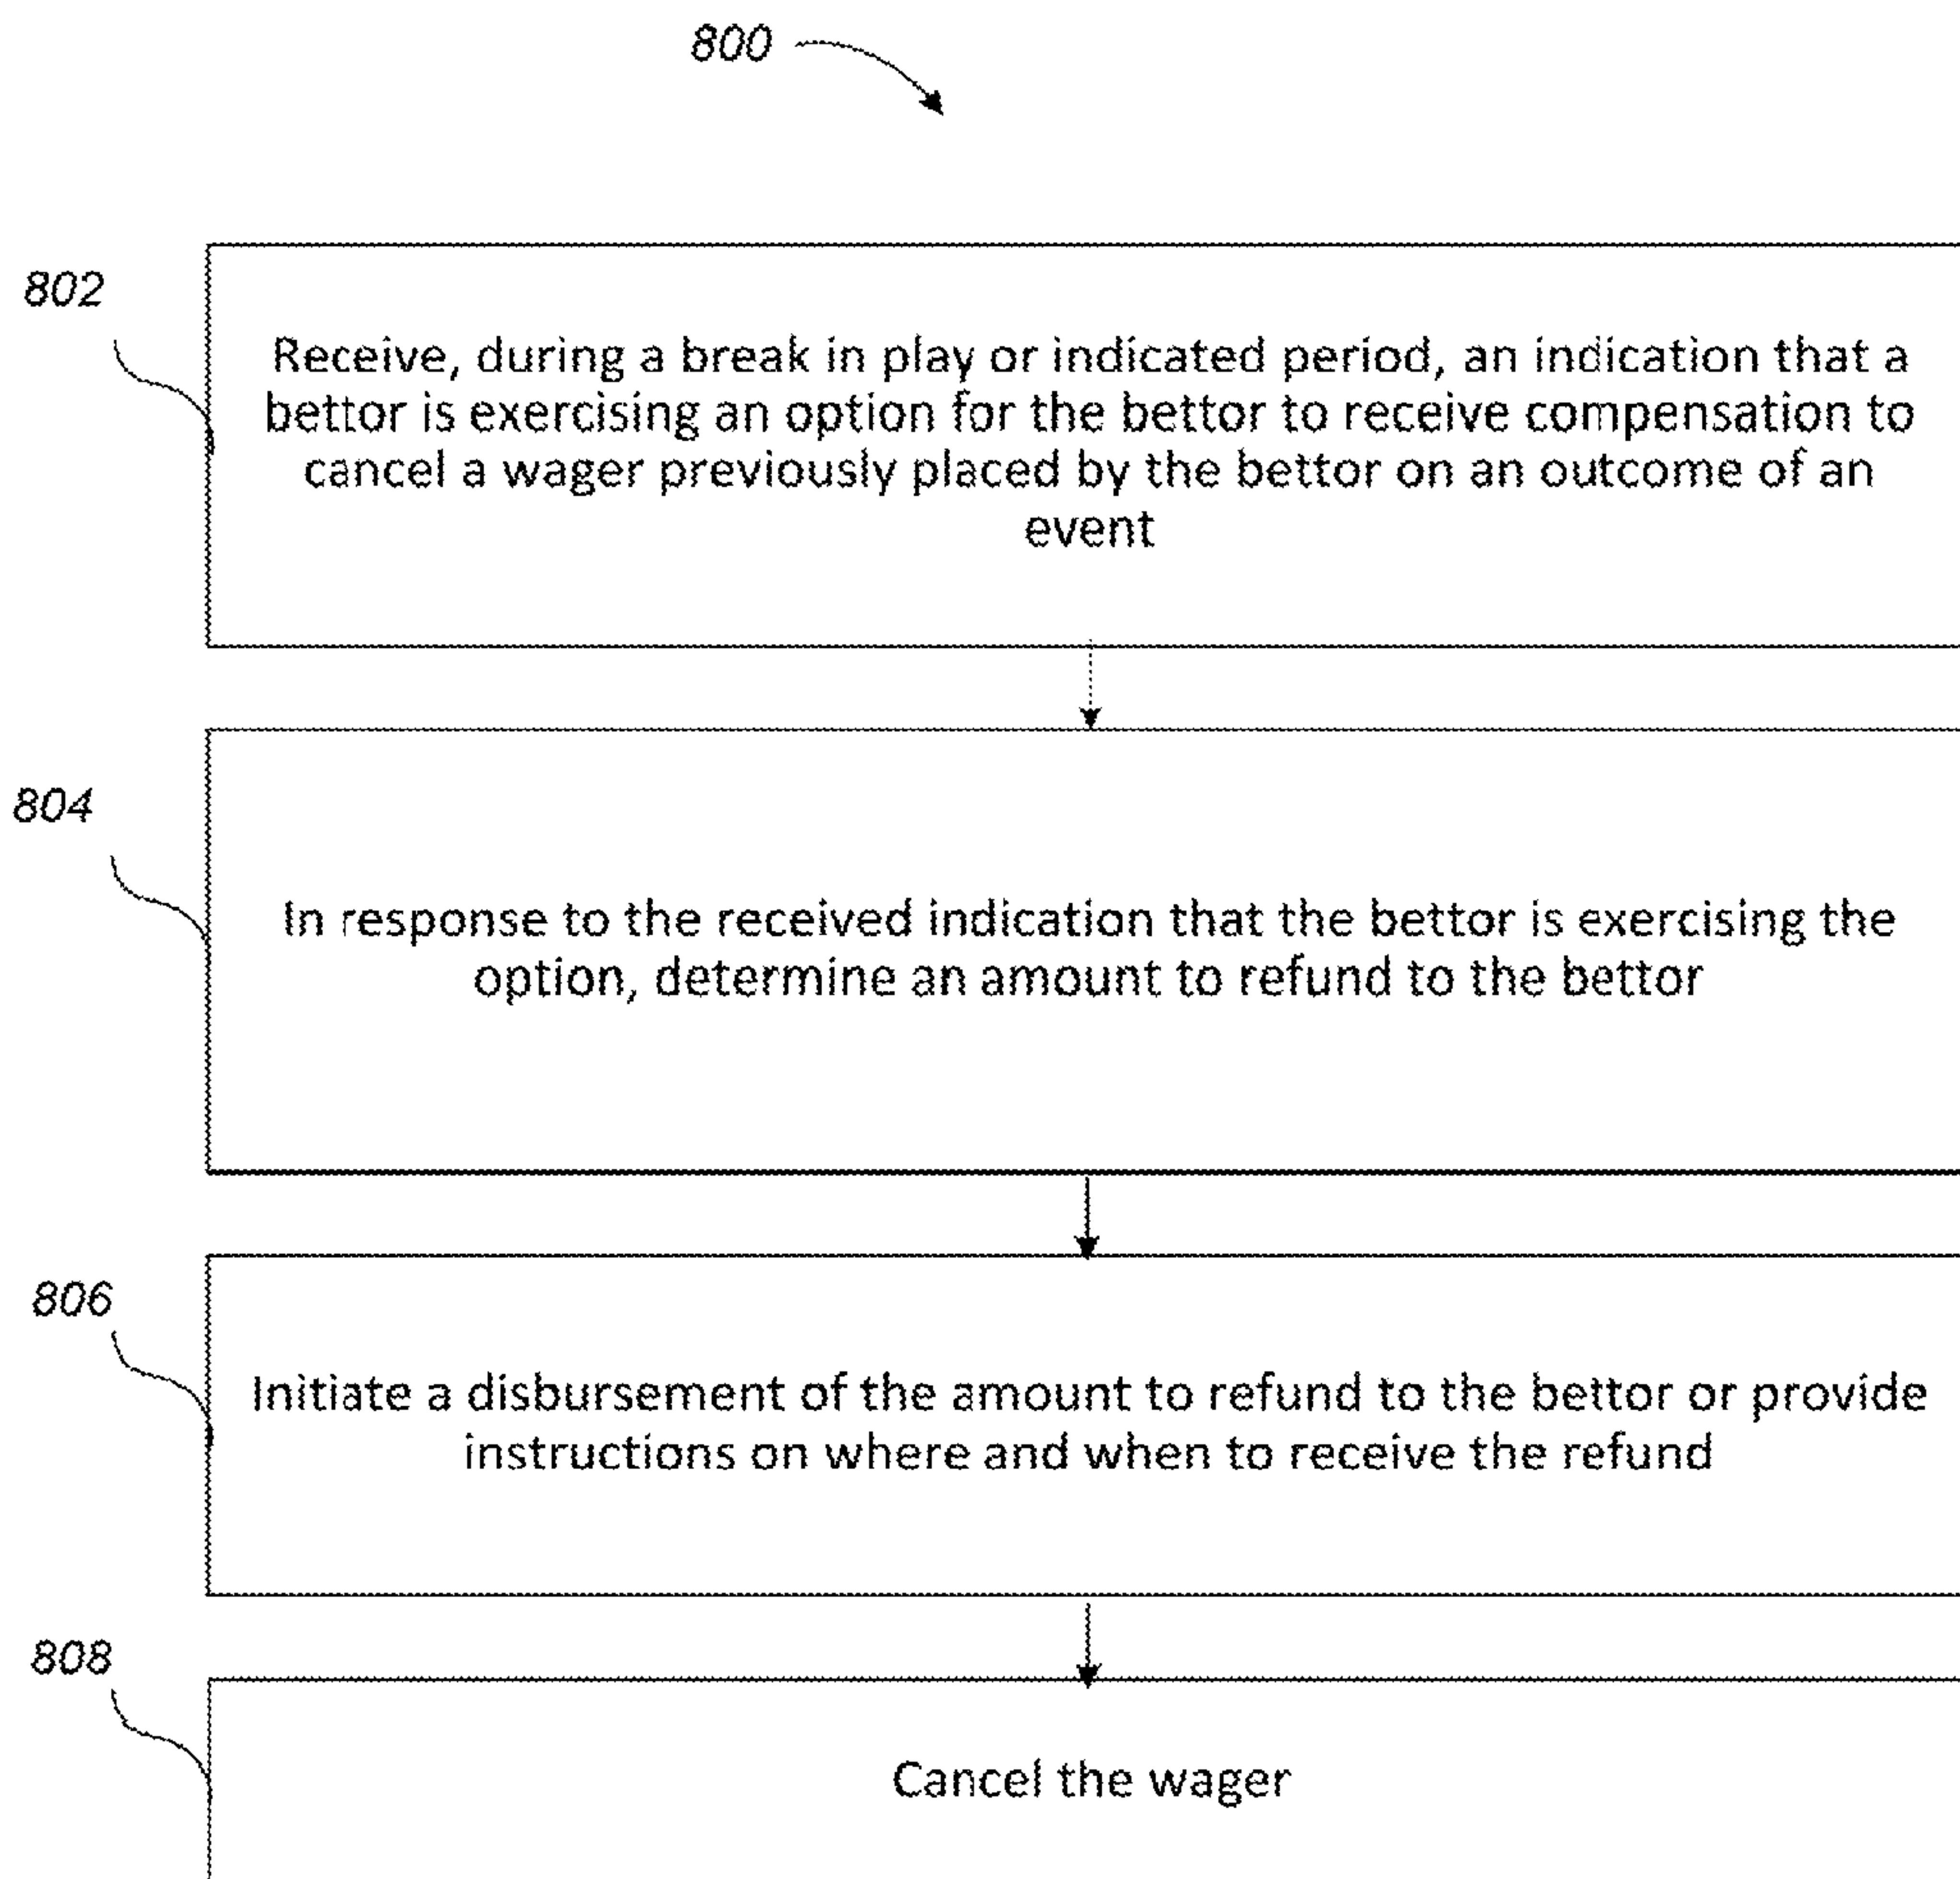 800
802
Receive, during a break in play or indicated period, an indication that a
bettor is exercising an option for the bettor to receive compensation to
cancel a wager previously placed by the bettor on an outcome of an
event
804
In response to the received indication that the bettor is exercising the
option, determine an amount to refund to the bettor
806
Initiate a disbursement of the amount to refund to the bettor or provide
instructions on where and when to receive the refund
808
Cancel the wager